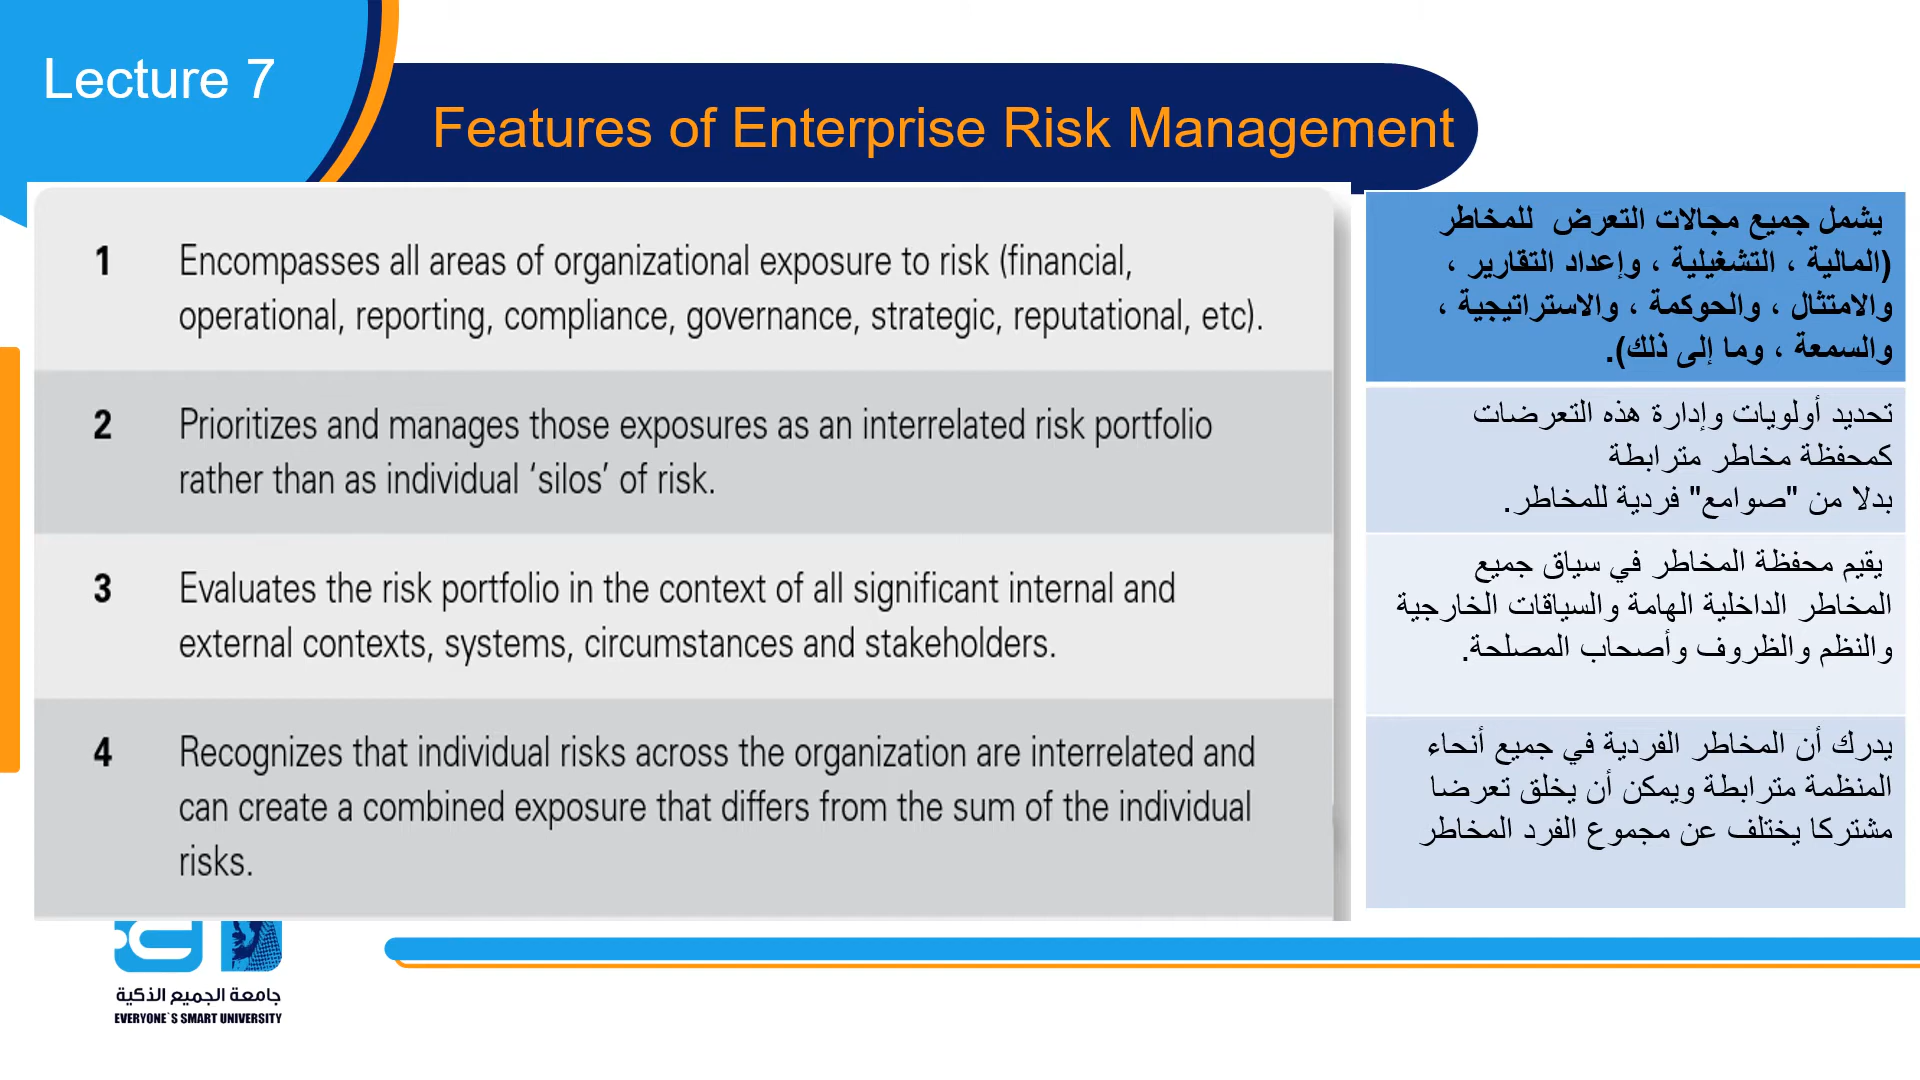 Lecture 7
Features of Enterprise Risk Management
1 Encompasses all areas of organizational exposure to risk (financial,
operational, reporting, compliance, governance, strategic, reputational, etc).
2 Prioritizes and manages those exposures as an interrelated risk portfolio
rather than as individual ‘silos’ of risk.
3 Evaluates the risk portfolio in the context of all significant internal and
external contexts, systems, circumstances and stakeholders.
4 Recognizes that individual risks across the organization are interrelated and
can create a combined exposure that differs from the sum of the individual
risks.
يشمل جميع مجالات التعرض للمخاطر
(المالية ، التشغيلية ، وإعداد التقارير ،
والامتثال ، والحوكمة ، والاستراتيجية ،
والسمعة ، وما إلى ذلك).
تحديد أولويات وإدارة هذه التعرضات
كمحفظة مخاطر مترابطة
بدلا من "صوامع" فردية للمخاطر.
يقيم محفظة المخاطر في سياق جميع
المخاطر الداخلية الهامة والسياقات الخارجية
والنظم والظروف وأصحاب المصلحة.
يدرك أن المخاطر الفردية في جميع أنحاء
المنظمة مترابطة ويمكن أن يخلق تعرضا
مشتركا يختلف عن مجموع الفرد المخاطر
جامعة الجميع الذكية
EVERYONE`S SMART UNIVERSITY